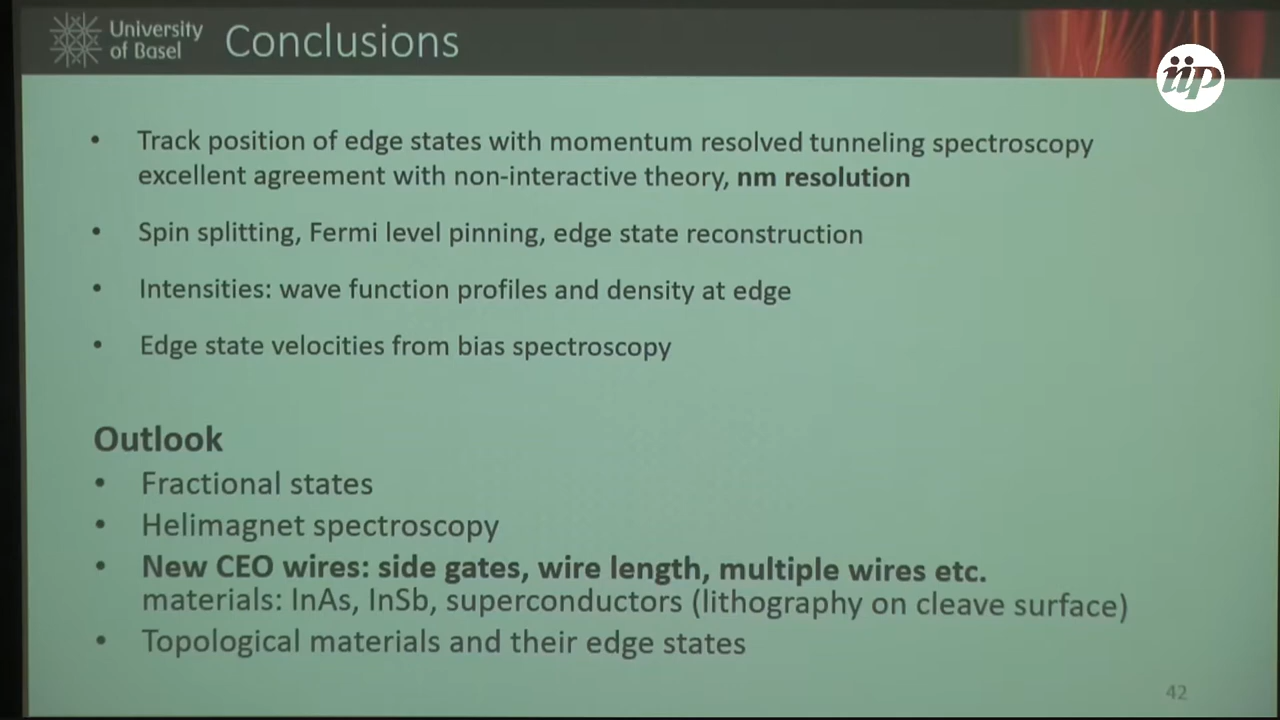 University
of Basel
Conclusions
iip
• Track position of edge states with momentum resolved tunneling spectroscopy
excellent agreement with non-interactive theory, nm resolution
• Spin splitting, Fermi level pinning, edge state reconstruction
• Intensities: wave function profiles and density at edge
• Edge state velocities from bias spectroscopy
Outlook
• Fractional states
• Helimagnet spectroscopy
• New CEO wires: side gates, wire length, multiple wires etc.
materials: InAs, InSb, superconductors (lithography on cleave surface)
• Topological materials and their edge states
42